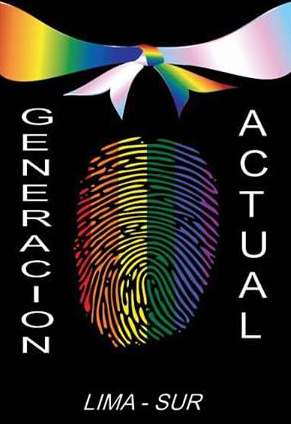 GENERACION
ACTUAL
LIMA - SUR